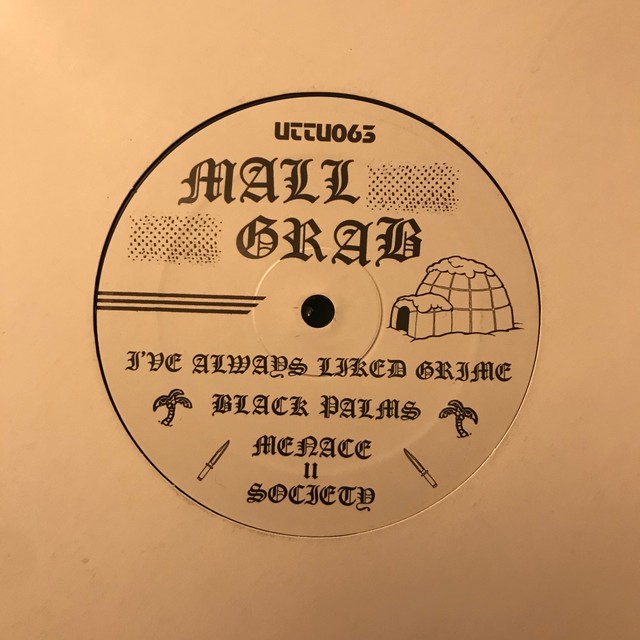 UTTU063
MALL
GRAB
I'VE ALWAYS LIKED GRIME
BLACK PALMS
MENACE
II
SOCIETY